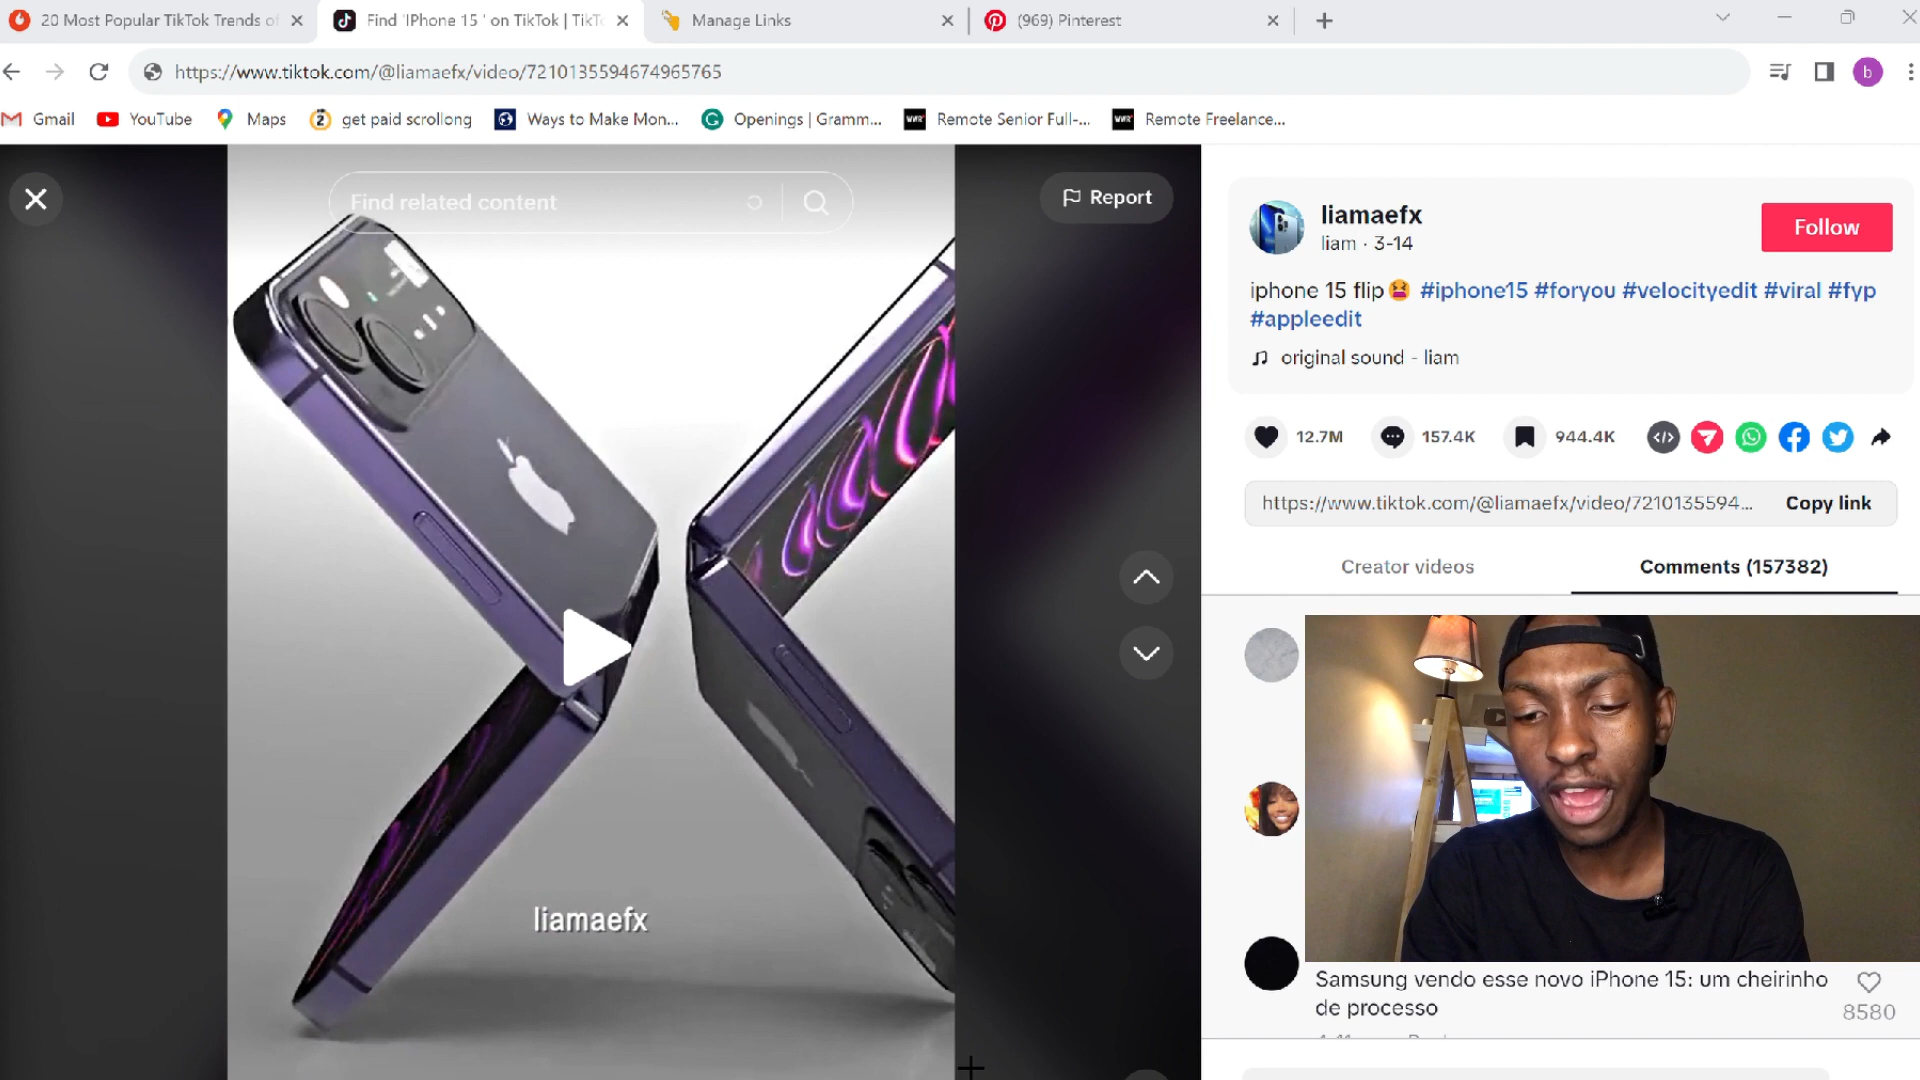 20 Most Popular TikTok Trends of
Find 'IPhone 15 ' on TikTok | TikTo
Manage Links
(969) Pinterest
https://www.tiktok.com/@liamaefx/video/7210135594674965765
b
Gmail
YouTube
Maps
get paid scrollong
Ways to Make Mon...
Openings | Gramm...
Remote Senior Full-...
Remote Freelance...
Find related content
Report
liamaefx
liam · 3-14
Follow
iphone 15 flip😫 #iphone15 #foryou #velocityedit #viral #fyp
#appleedit
original sound - liam
12.7M
157.4K
944.4K
https://www.tiktok.com/@liamaefx/video/7210135594...
Copy link
Creator videos
Comments (157382)
liamaefx
Samsung vendo esse novo iPhone 15: um cheirinho
de processo
8580